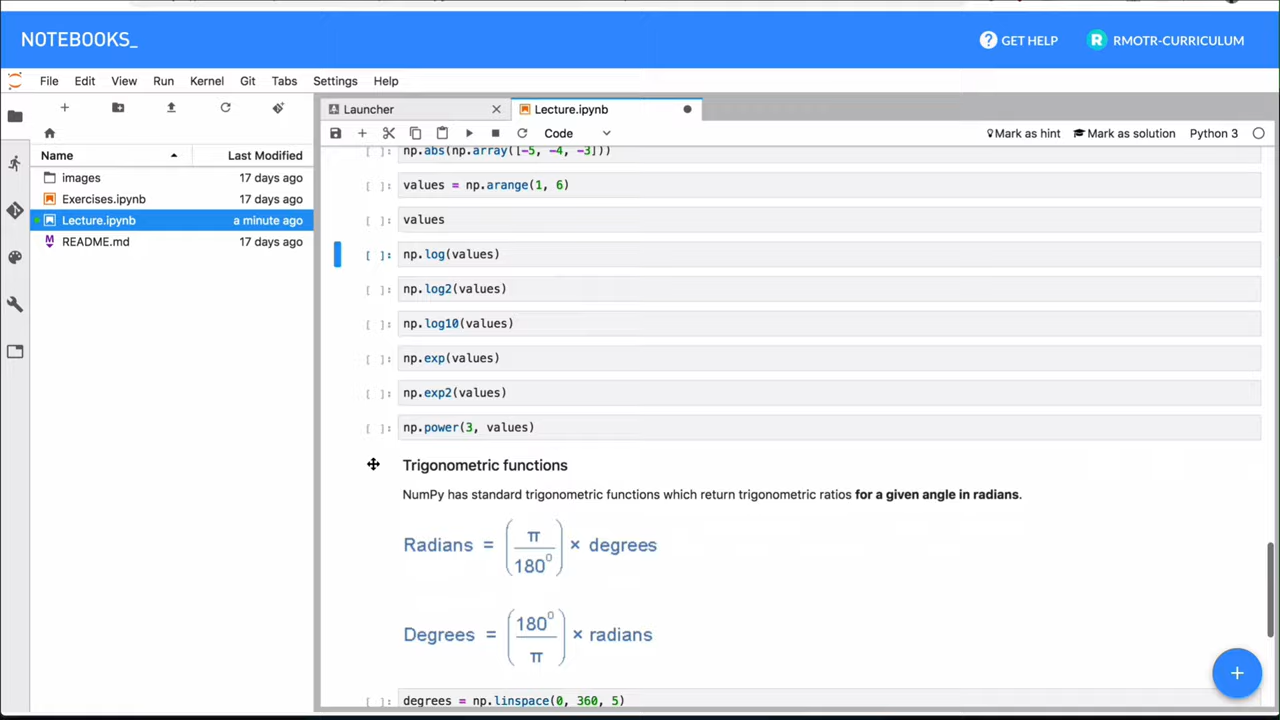 NOTEBOOKS_
GET HELP
R
RMOTR-CURRICULUM
File Edit View Run Kernel Git Tabs Settings Help
Launcher
Lecture.ipynb
Code
Mark as hint
Mark as solution
Python 3
Name
Last Modified
images 17 days ago
Exercises.ipynb 17 days ago
Lecture.ipynb a minute ago
README.md 17 days ago
[ ]: np.abs(np.array([-5, -4, -3]))
[ ]: values = np.arange(1, 6)
[ ]: values
[ ]: np.log(values)
[ ]: np.log2(values)
[ ]: np.log10(values)
[ ]: np.exp(values)
[ ]: np.exp2(values)
[ ]: np.power(3, values)
Trigonometric functions
NumPy has standard trigonometric functions which return trigonometric ratios for a given angle in radians.
Radians = (π / 180⁰) × degrees
Degrees = (180⁰ / π) × radians
[ ]: degrees = np.linspace(0, 360, 5)